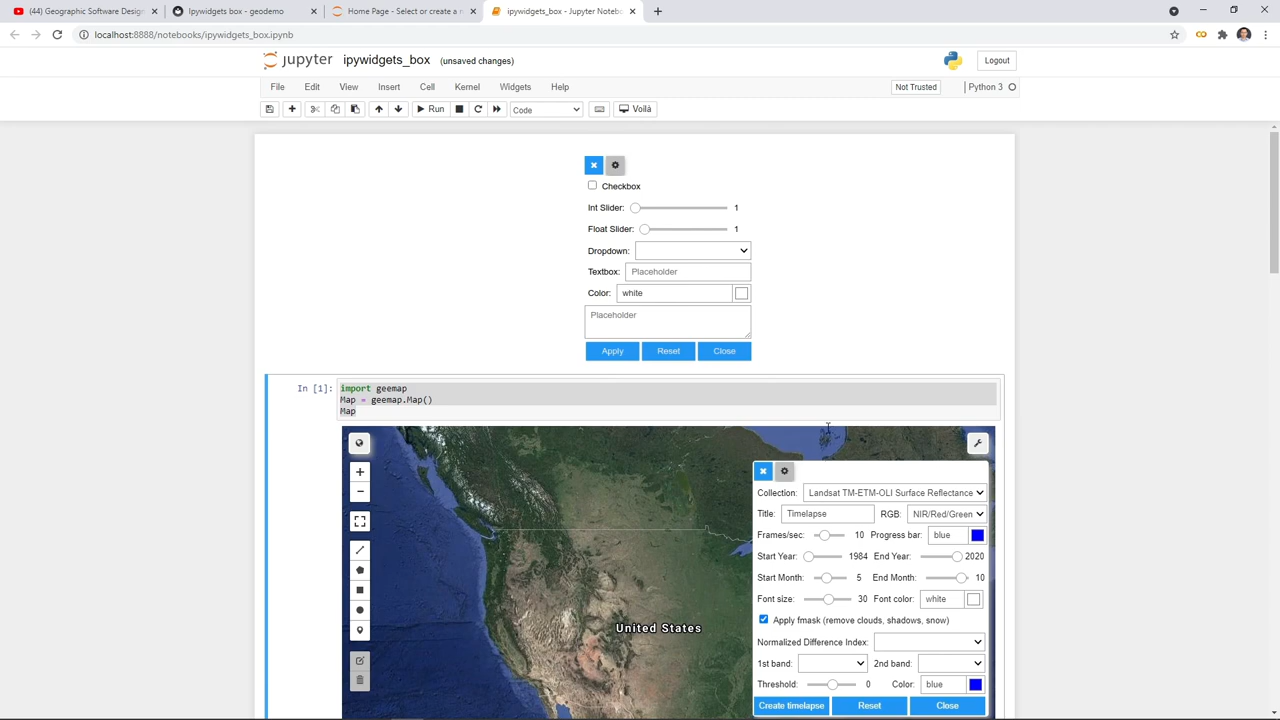 (44) Geographic Software Design
Ipywidgets box - geodemo
Home Page - Select or create a n
ipywidgets_box - Jupyter Notebo
localhost:8888/notebooks/ipywidgets_box.ipynb
jupyter ipywidgets_box (unsaved changes)
Logout
File Edit View Insert Cell Kernel Widgets Help
Not Trusted
Python 3
Run
Code
Voilà
Checkbox
Int Slider: 1
Float Slider: 1
Dropdown:
Textbox: Placeholder
Color: white
Placeholder
Apply Reset Close
In [1]: import geemap
Map = geemap.Map()
Map
Collection: Landsat TM-ETM-OLI Surface Reflectance
Title: Timelapse RGB: NIR/Red/Green
Frames/sec: 10 Progress bar: blue
Start Year: 1984 End Year: 2020
Start Month: 5 End Month: 10
Font size: 30 Font color: white
Apply fmask (remove clouds, shadows, snow)
United States
Normalized Difference Index:
1st band: 2nd band:
Threshold: 0 Color: blue
Create timelapse Reset Close